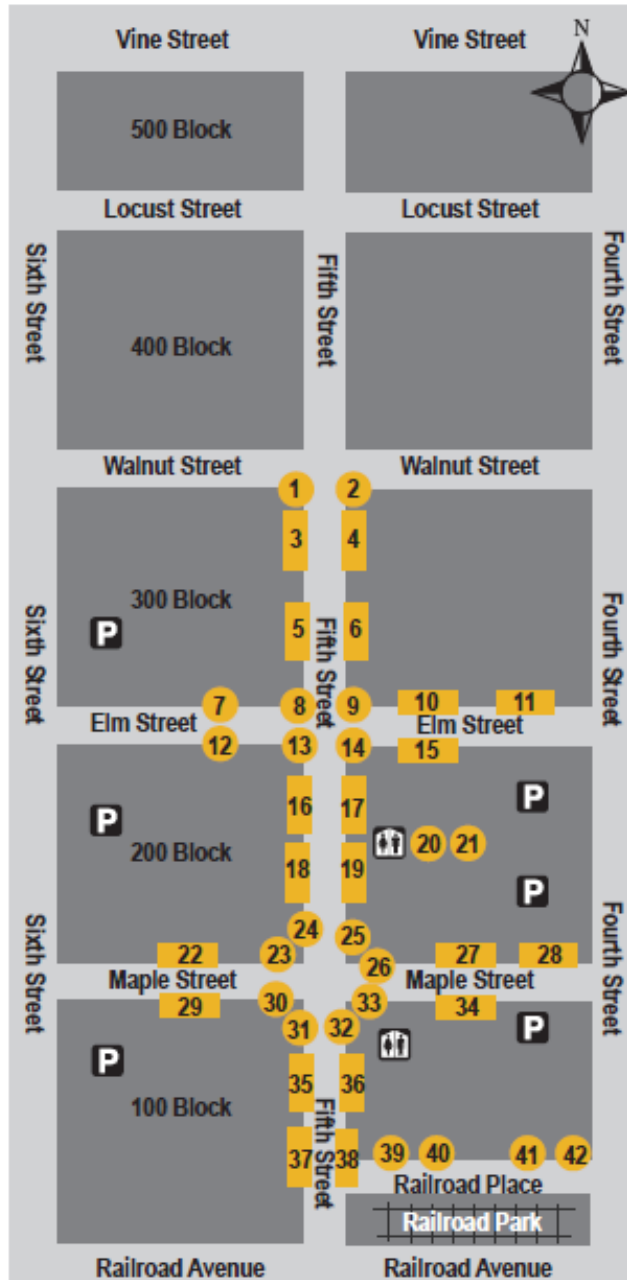 Vine Street Vine Street
N
500 Block
Locust Street Locust Street
Sixth Street Fifth Street Fourth Street
400 Block
Walnut Street Walnut Street
1 2
3 4
300 Block
5 6
P
Sixth Street Fifth Street Fourth Street
7 8 9 10 11
Elm Street Elm Street
12 13 14 15
16 17 P
P
200 Block
18 19 20 21
P
Sixth Street Fourth Street
24 25
22 23 26 27 28
Maple Street Maple Street
29 30 33 34
31 32 P
P
35 36
100 Block
Fifth Street
37 38 39 40 41 42
Railroad Place
Railroad Park
Railroad Avenue Railroad Avenue